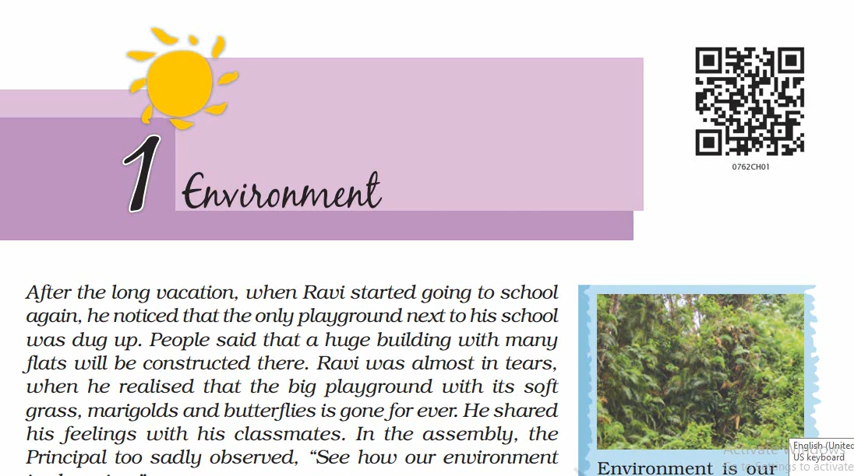 0762CH01
1 Environment
After the long vacation, when Ravi started going to school
again, he noticed that the only playground next to his school
was dug up. People said that a huge building with many
flats will be constructed there. Ravi was almost in tears,
when he realised that the big playground with its soft
grass, marigolds and butterflies is gone for ever. He shared
his feelings with his classmates. In the assembly, the
Principal too sadly observed, “See how our environment
Environment is our
Activate Windows
to activate
English (United
US keyboard